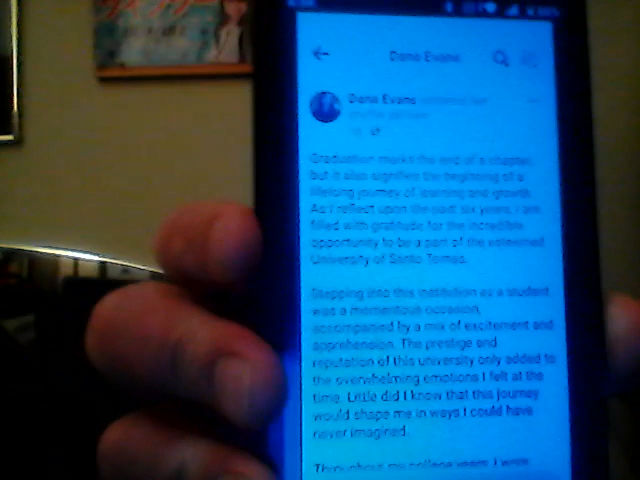 Dana Evans
Dana Evans
Graduation marks the end of a chapter,
but it also signifies the beginning of a
lifelong journey of learning and growth.
As I reflect upon the past six years, I am
filled with gratitude for the incredible
opportunity to be a part of the esteemed
University of Santo Tomas.
Stepping into this institution as a student
was a momentous occasion,
accompanied by a mix of excitement and
apprehension. The prestige and
reputation of this university only added to
the overwhelming emotions I felt at the
time. Little did I know that this journey
would shape me in ways I could have
never imagined.
Throughout my college years, I were